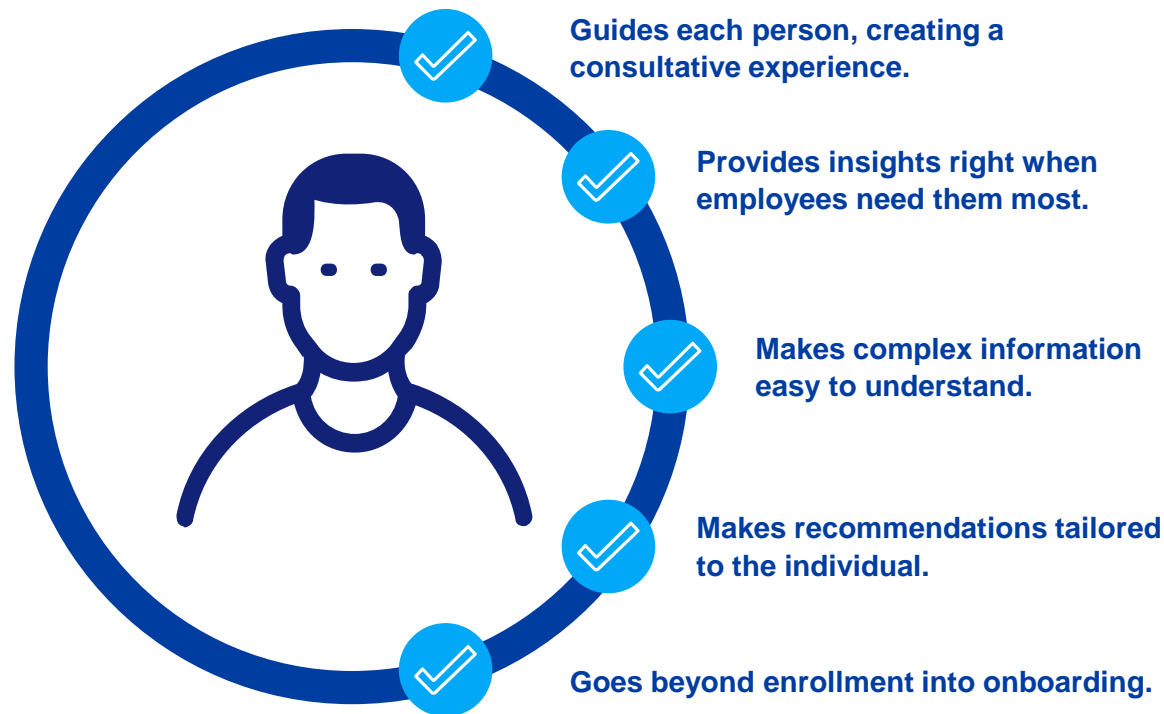 Guides each person, creating a
consultative experience.
Provides insights right when
employees need them most.
Makes complex information
easy to understand.
Makes recommendations tailored
to the individual.
Goes beyond enrollment into onboarding.